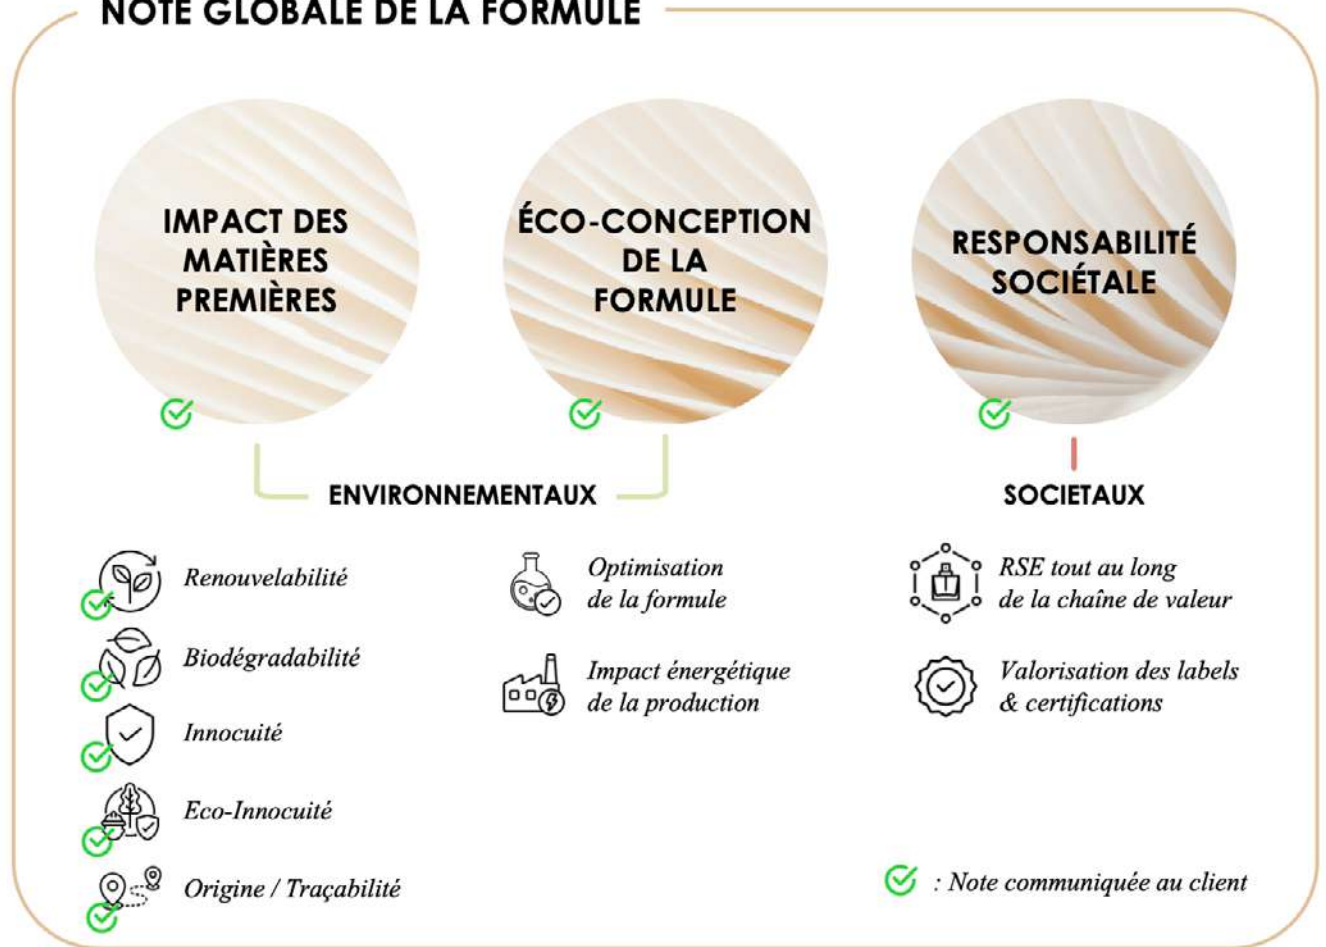 NOTE GLOBALE DE LA FORMULE
IMPACT DES
MATIÈRES
PREMIÈRES
ÉCO-CONCEPTION
DE LA
FORMULE
RESPONSABILITÉ
SOCIÉTALE
ENVIRONNEMENTAUX
SOCIETAUX
Renouvelabilité
Biodégradabilité
Innocuité
Eco-Innocuité
Origine / Traçabilité
Optimisation
de la formule
Impact énergétique
de la production
RSE tout au long
de la chaîne de valeur
Valorisation des labels
& certifications
: Note communiquée au client